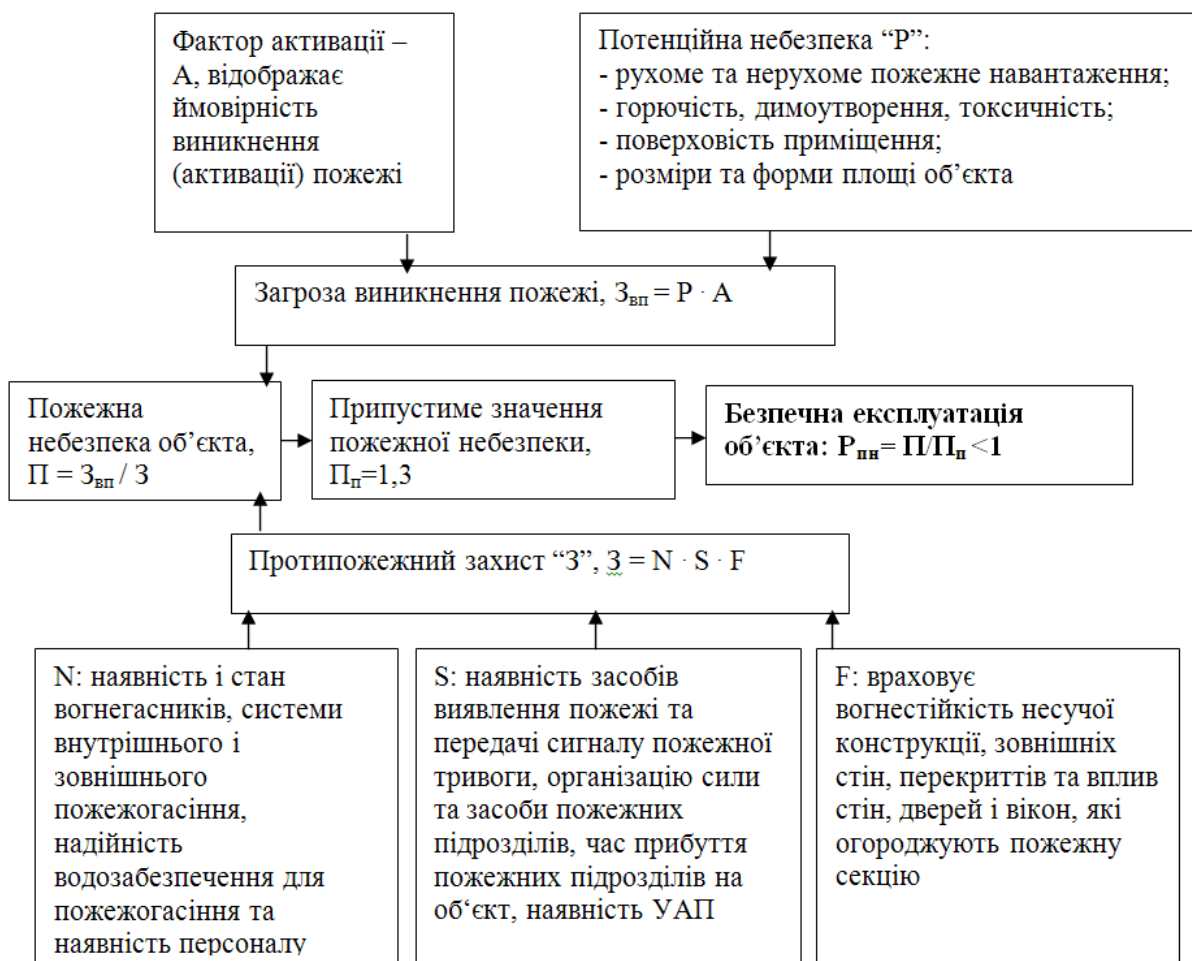 Фактор активації –
А, відображає
ймовірність
виникнення
(активації) пожежі
Потенційна небезпека “Р”:
- рухоме та нерухоме пожежне навантаження;
- горючість, димоутворення, токсичність;
- поверховість приміщення;
- розміри та форми площі об’єкта
Загроза виникнення пожежі, Звп = Р · А
Пожежна
небезпека об’єкта,
П = Звп / З
Припустиме значення
пожежної небезпеки,
Пп=1,3
Безпечна експлуатація
об’єкта: Рпн= П/Пп <1
Протипожежний захист “З”, З = N · S · F
N: наявність і стан
вогнегасників, системи
внутрішнього і
зовнішнього
пожежогасіння,
надійність
водозабезпечення для
пожежогасіння та
наявність персоналу
S: наявність засобів
виявлення пожежі та
передачі сигналу пожежної
тривоги, організацію сили
та засоби пожежних
підрозділів, час прибуття
пожежних підрозділів на
об‘єкт, наявність УАП
F: враховує
вогнестійкість несучої
конструкції, зовнішніх
стін, перекриттів та вплив
стін, дверей і вікон, які
огороджують пожежну
секцію